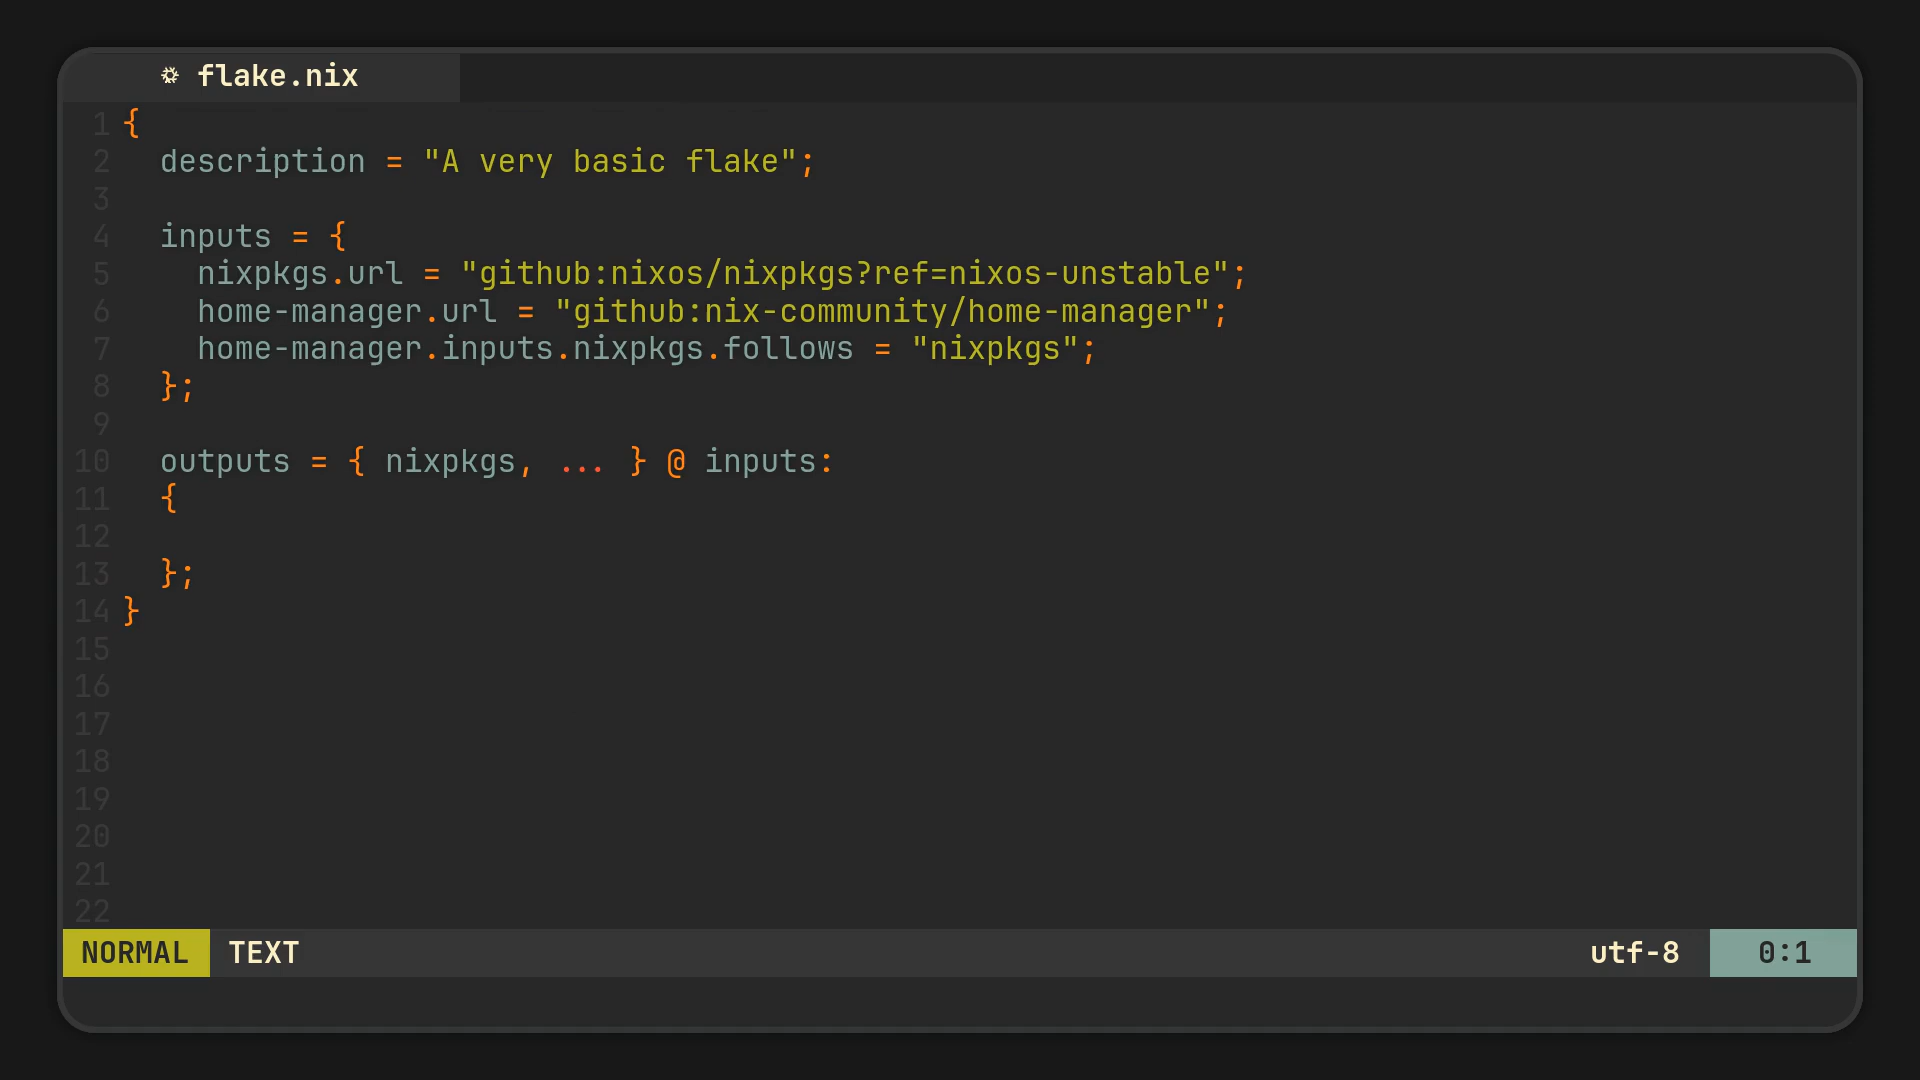 flake.nix
1 {
2   description = "A very basic flake";
3
4   inputs = {
5     nixpkgs.url = "github:nixos/nixpkgs?ref=nixos-unstable";
6     home-manager.url = "github:nix-community/home-manager";
7     home-manager.inputs.nixpkgs.follows = "nixpkgs";
8   };
9
10   outputs = { nixpkgs, ... } @ inputs:
11   {
12
13   };
14 }
15
16
17
18
19
20
21
22
NORMAL TEXT utf-8 0:1